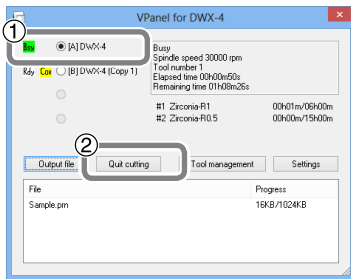 VPanel for DWX-4
1
Bsy [A] DWX-4
Rdy Cov [B] DWX-4 (Copy 1)
Busy
Spindle speed 30000 rpm
Tool number 1
Elapsed time 00h00m50s
Remaining time 01h08m26s
#1 Zirconia-R1 00h01m/06h00m
#2 Zirconia-R0.5 00h00m/15h00m
2
Output file Quit cutting Tool management Settings
File Progress
Sample.prn 16KB/1024KB